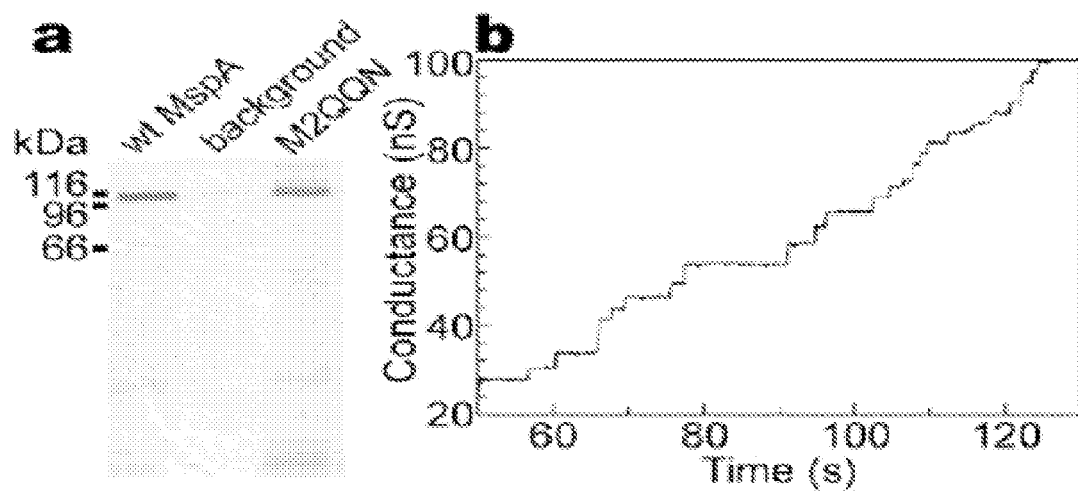 a
wt MspA
background
M2QQN
kDa
116
96
66
b
Conductance (nS)
100
80
60
40
20
60
80
100
120
Time (s)